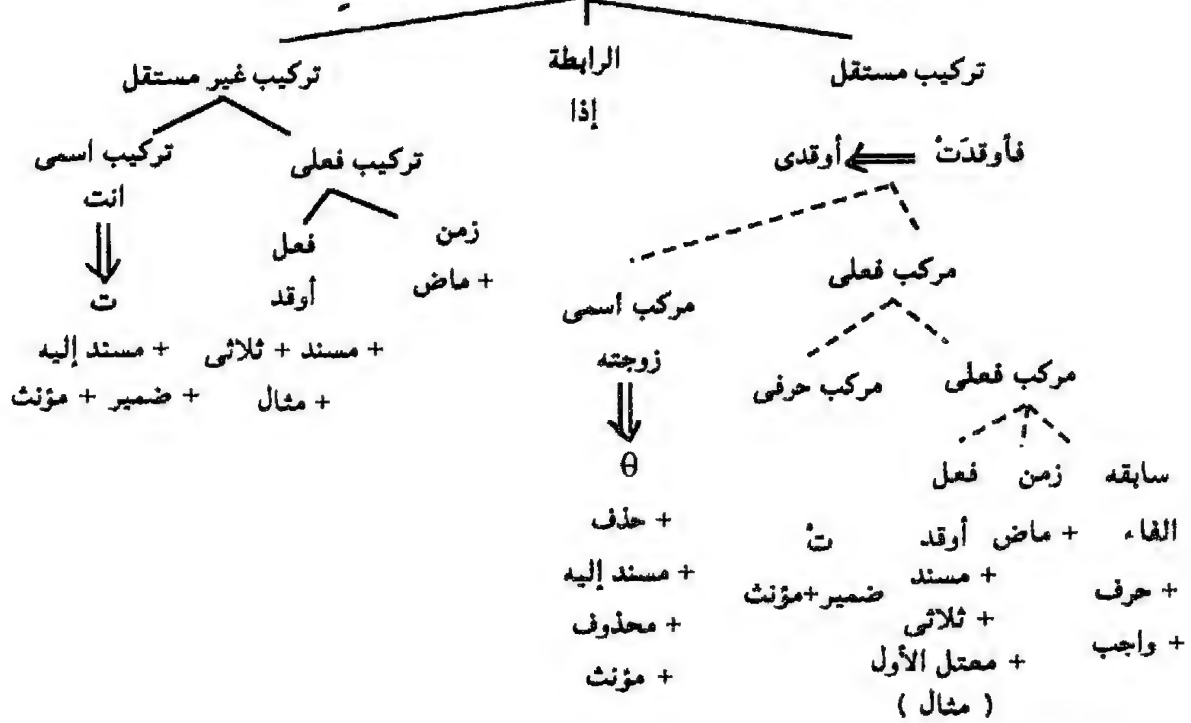 تركيب مستقل
الرابطة
تركيب غير مستقل
إذا
فأوقدَتْ
أوقدى
تركيب فعلى
تركيب اسمى
انت
زمن
فعل
+ ماض
أوقد
ت
+ مسند + ثلاثى
+ مسند إليه
+ مثال
+ ضمير + مؤنث
مركب فعلى
مركب اسمى
زوجته
مركب فعلى
مركب حرفى
θ
سابقه زمن فعل
الفاء + ماض أوقد تْ
+ حذف
+ حرف + مسند ضمير+مؤنث
+ مسند إليه
+ واجب + ثلاثى
+ محذوف
+ معتل الأول
+ مؤنث
( مثال )